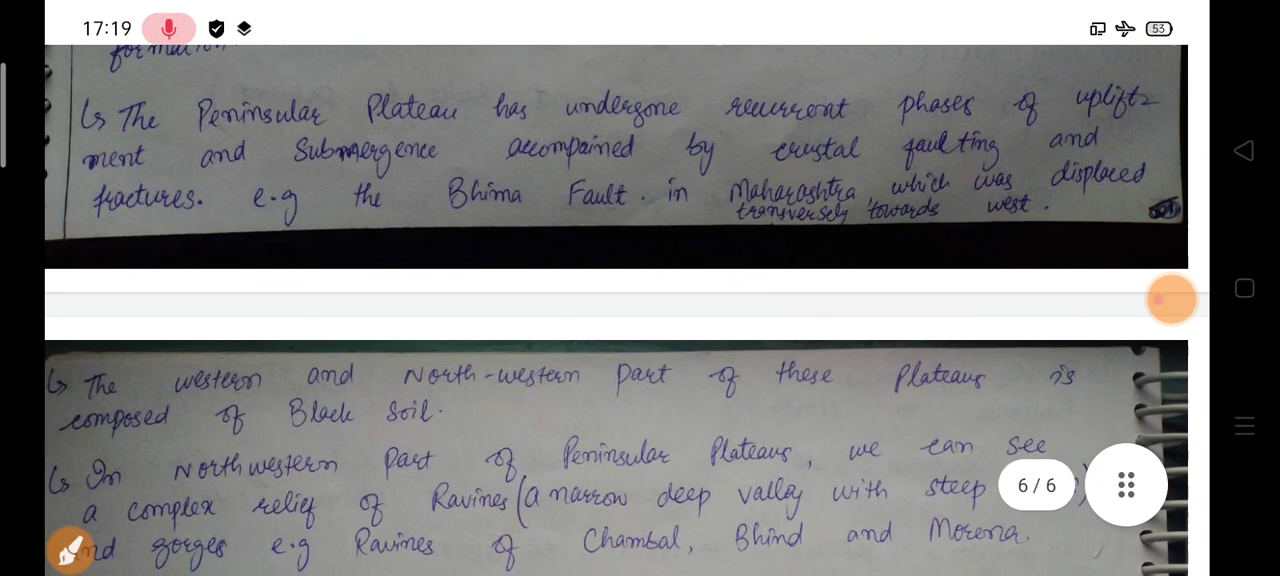 17:19
53
formation
↳ The Peninsular Plateau has undergone recurrent phases of uplift=
ment and Submergence accompained by crustal faulting and
fractures. e.g the Bhima Fault. in Maharashtra, which was displaced
transversely towards west.
↳ The western and North-western part of these Plateaus is
composed of Black Soil.
↳ In Northwestern part of Peninsular Plateaus, we can see
a complex relief of Ravines (a narrow deep valley with steep )
and gorges e.g Ravines of Chambal, Bhind and Morena.
6/6